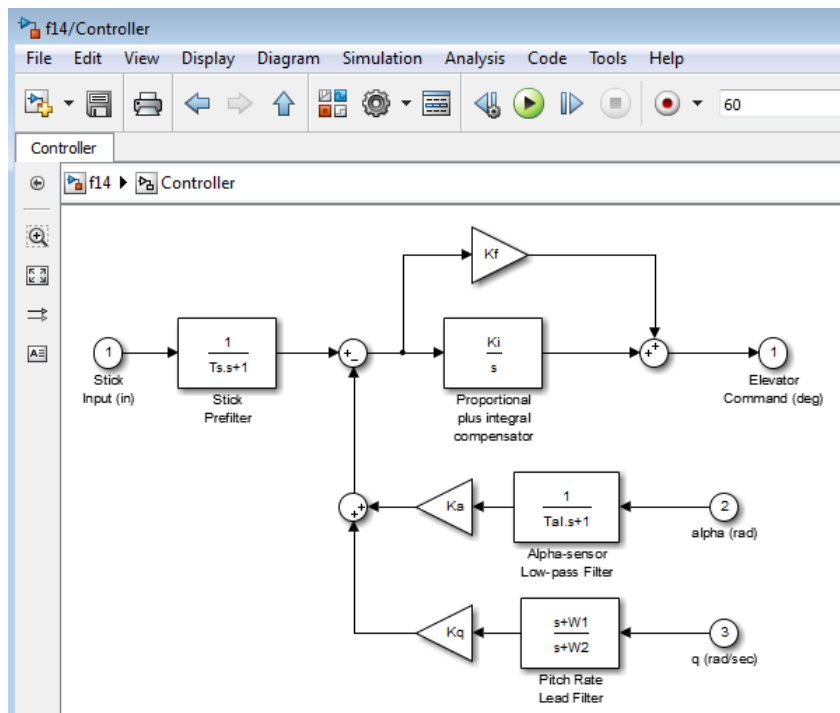 f14/Controller
File Edit View Display Diagram Simulation Analysis Code Tools Help
60
Controller
f14 Controller
Kf
1
1
Ts.s+1
+
−
Ki
s
+
+
1
Stick
Input (in)
Stick
Prefilter
Proportional
plus integral
compensator
Elevator
Command (deg)
+
+
Ka
1
Tal.s+1
2
alpha (rad)
Alpha-sensor
Low-pass Filter
Kq
s+W1
s+W2
3
q (rad/sec)
Pitch Rate
Lead Filter